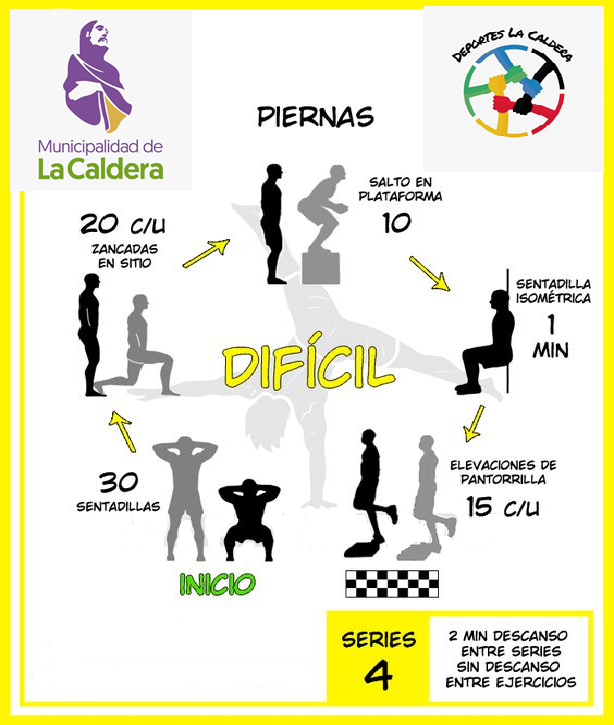 Municipalidad de
La Caldera
DEPORTES LA CALDERA
PIERNAS
20 C/U
ZANCADAS
EN SITIO
SALTO EN
PLATAFORMA
10
SENTADILLA
ISOMÉTRICA
1
MIN
DIFÍCIL
30
SENTADILLAS
ELEVACIONES DE
PANTORRILLA
15 C/U
INICIO
SERIES
4
2 MIN DESCANSO
ENTRE SERIES
SIN DESCANSO
ENTRE EJERCICIOS